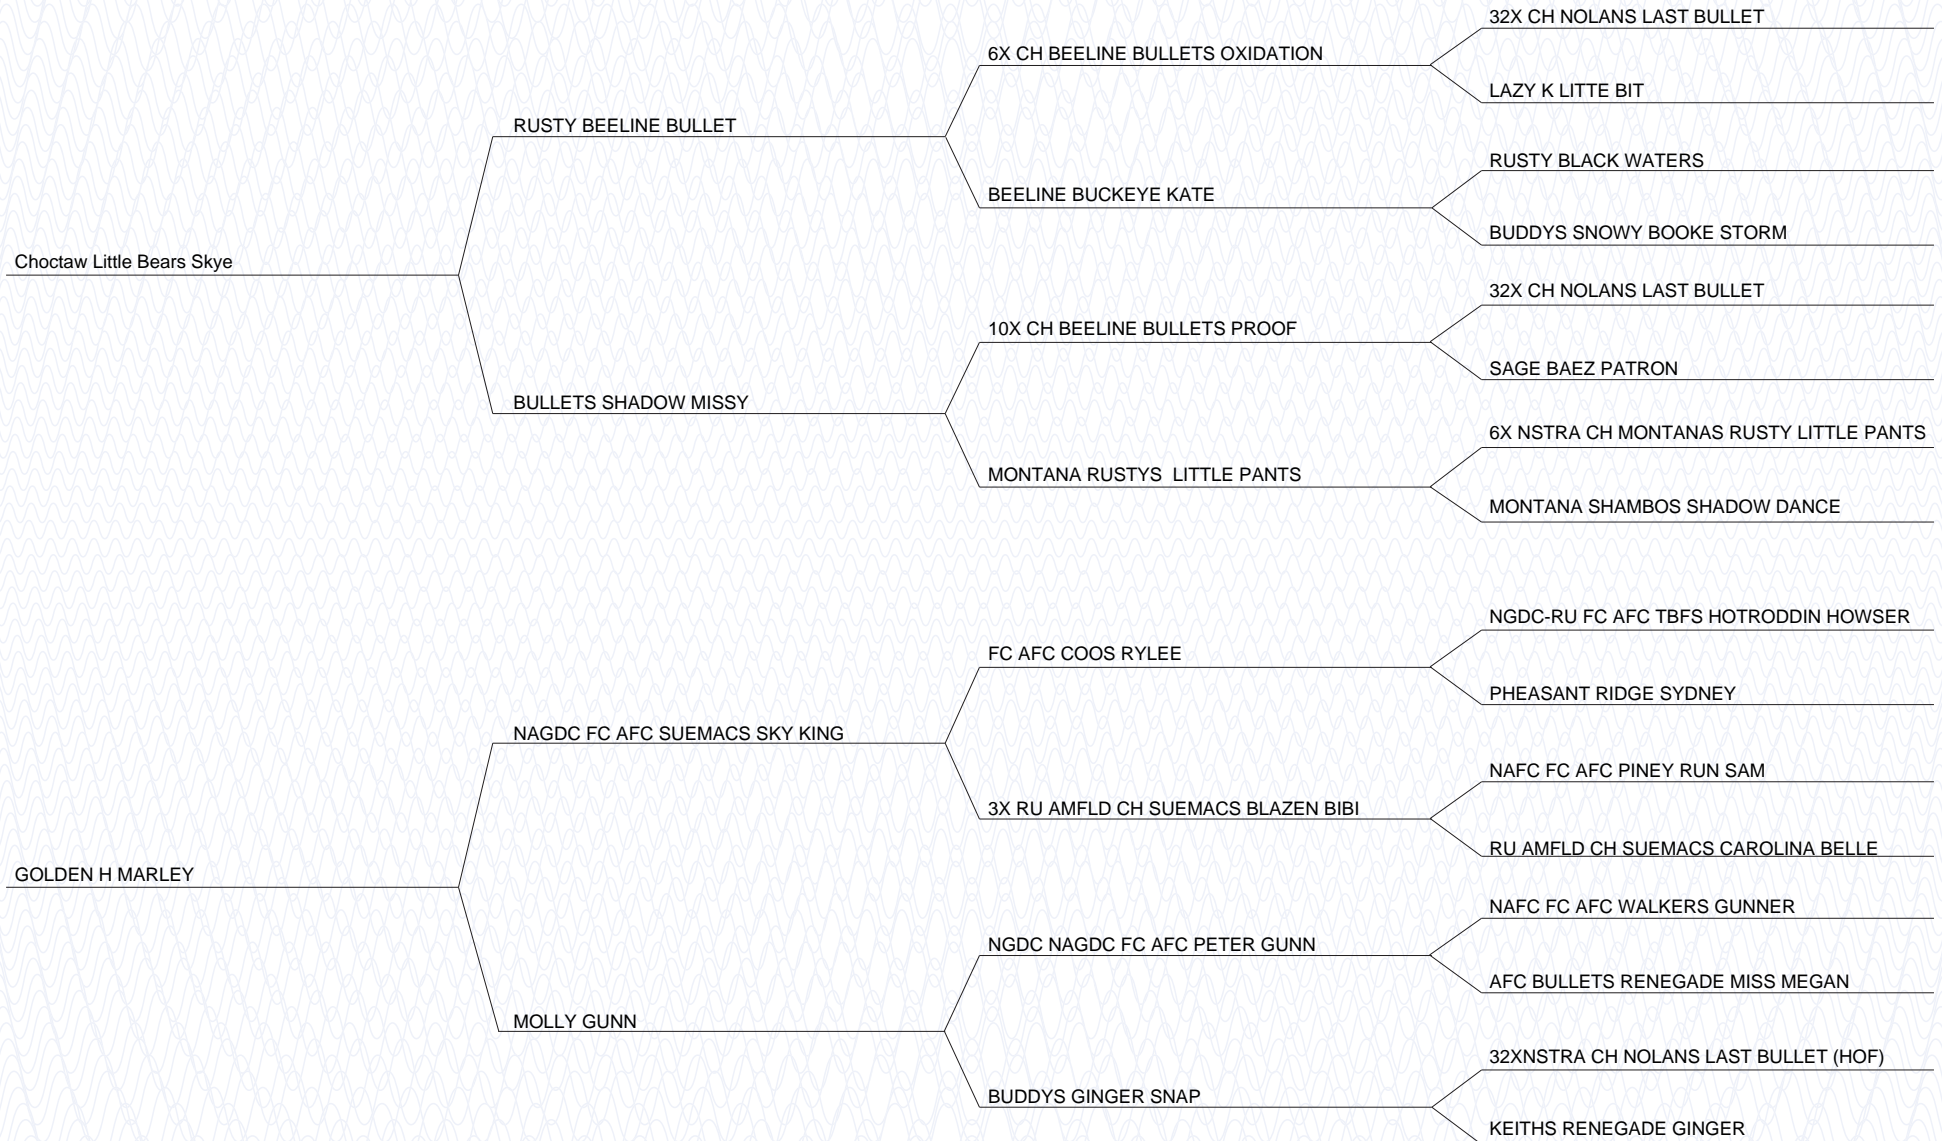 32X CH NOLANS LAST BULLET
6X CH BEELINE BULLETS OXIDATION
LAZY K LITTE BIT
RUSTY BEELINE BULLET
RUSTY BLACK WATERS
BEELINE BUCKEYE KATE
BUDDYS SNOWY BOOKE STORM
Choctaw Little Bears Skye
32X CH NOLANS LAST BULLET
10X CH BEELINE BULLETS PROOF
SAGE BAEZ PATRON
BULLETS SHADOW MISSY
6X NSTRA CH MONTANAS RUSTY LITTLE PANTS
MONTANA RUSTYS  LITTLE PANTS
MONTANA SHAMBOS SHADOW DANCE
NGDC-RU FC AFC TBFS HOTRODDIN HOWSER
FC AFC COOS RYLEE
PHEASANT RIDGE SYDNEY
NAGDC FC AFC SUEMACS SKY KING
NAFC FC AFC PINEY RUN SAM
3X RU AMFLD CH SUEMACS BLAZEN BIBI
RU AMFLD CH SUEMACS CAROLINA BELLE
GOLDEN H MARLEY
NAFC FC AFC WALKERS GUNNER
NGDC NAGDC FC AFC PETER GUNN
AFC BULLETS RENEGADE MISS MEGAN
MOLLY GUNN
32XNSTRA CH NOLANS LAST BULLET (HOF)
BUDDYS GINGER SNAP
KEITHS RENEGADE GINGER